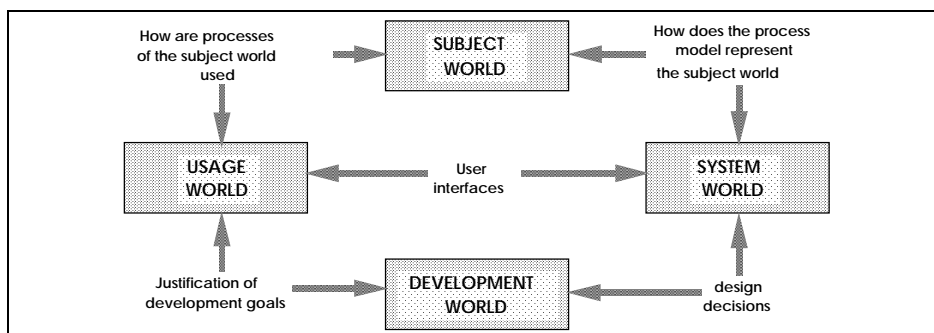 How are processes
of the subject world
used
SUBJECT
WORLD
How does the process
model represent
the subject world
USAGE
WORLD
User
interfaces
SYSTEM
WORLD
Justification of
development goals
DEVELOPMENT
WORLD
design
decisions